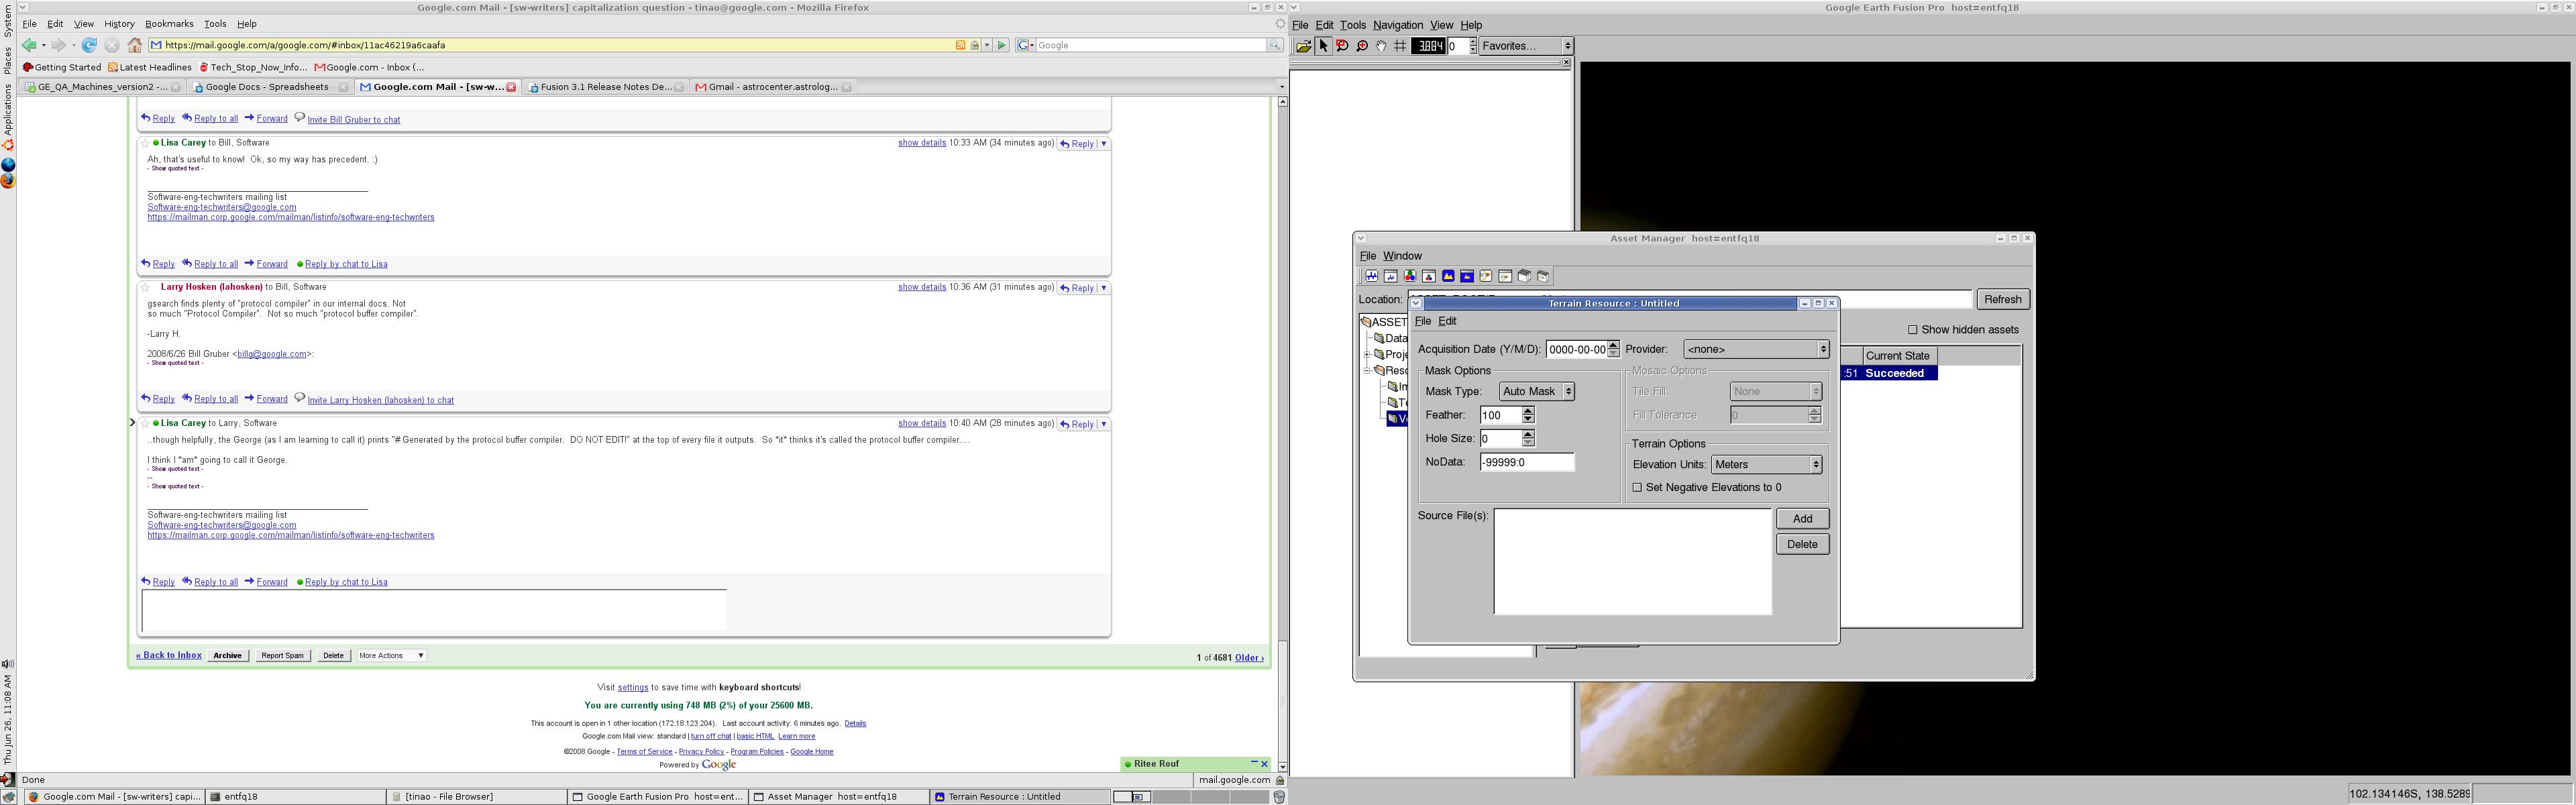 System
Places
Applications
Thu Jun 26, 11:08 AM
Google.com Mail - [sw-writers] capitalization question - tinao@google.com - Mozilla Firefox
File Edit View History Bookmarks Tools Help
https://mail.google.com/a/google.com/#inbox/11ac46219a6caafa
Google
Getting Started Latest Headlines Tech_Stop_Now_Info... Google.com - Inbox (...
GE_QA_Machines_version2 -... Google Docs - Spreadsheets Google.com Mail - [sw-w... Fusion 3.1 Release Notes De... Gmail - astrocenter.astrolog...
Reply Reply to all Forward Invite Bill Gruber to chat
Lisa Carey to Bill, Software show details 10:33 AM (34 minutes ago) Reply
Ah, that's useful to know! Ok, so my way has precedent. :)
- Show quoted text -
Software-eng-techwriters mailing list
Software-eng-techwriters@google.com
https://mailman.corp.google.com/mailman/listinfo/software-eng-techwriters
Reply Reply to all Forward Reply by chat to Lisa
Larry Hosken (lahosken) to Bill, Software show details 10:36 AM (31 minutes ago) Reply
gsearch finds plenty of "protocol compiler" in our internal docs. Not
so much "Protocol Compiler". Not so much "protocol buffer compiler".
-Larry H.
2008/6/26 Bill Gruber <billg@google.com>:
- Show quoted text -
Reply Reply to all Forward Invite Larry Hosken (lahosken) to chat
Lisa Carey to Larry, Software show details 10:40 AM (28 minutes ago) Reply
..though helpfully, the George (as I am learning to call it) prints "# Generated by the protocol buffer compiler. DO NOT EDIT!" at the top of every file it outputs. So *it* thinks it's called the protocol buffer compiler....
I think I *am* going to call it George.
- Show quoted text -
--
- Show quoted text -
Software-eng-techwriters mailing list
Software-eng-techwriters@google.com
https://mailman.corp.google.com/mailman/listinfo/software-eng-techwriters
Reply Reply to all Forward Reply by chat to Lisa
« Back to Inbox Archive Report Spam Delete More Actions 1 of 4681 Older ›
Visit settings to save time with keyboard shortcuts!
You are currently using 748 MB (2%) of your 25600 MB.
This account is open in 1 other location (172.18.123.204). Last account activity: 6 minutes ago. Details
Google.com Mail view: standard | turn off chat | basic HTML Learn more
©2008 Google - Terms of Service - Privacy Policy - Program Policies - Google Home
Powered by Google
Ritee Rouf
Done mail.google.com
Google Earth Fusion Pro host=entfq18
File Edit Tools Navigation View Help
3.884 0 Favorites...
Asset Manager host=entfq18
File Window
Location: Refresh
Show hidden assets
ASSET
Data
Proje
Reso
Im
Te
Ve
Current State
:51 Succeeded
Terrain Resource : Untitled
File Edit
Acquisition Date (Y/M/D): 0000-00-00 Provider: <none>
Mask Options Mosaic Options
Mask Type: Auto Mask Tile Fill: None
Feather: 100 Fill Tolerance: 0
Hole Size: 0 Terrain Options
NoData: -99999:0 Elevation Units: Meters
Set Negative Elevations to 0
Source File(s): Add
Delete
102.134146S, 138.5289
Google.com Mail - [sw-writers] capi... entfq18 [tinao - File Browser] Google Earth Fusion Pro host=ent... Asset Manager host=entfq18 Terrain Resource : Untitled